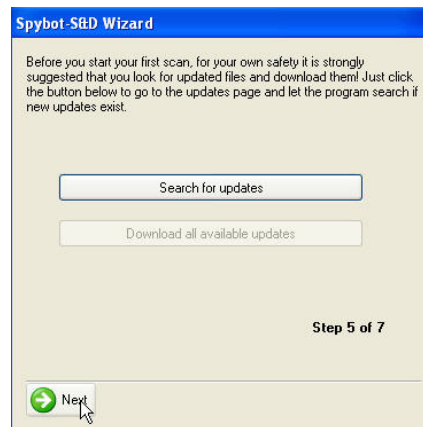 Spybot-S&D Wizard
Before you start your first scan, for your own safety it is strongly
suggested that you look for updated files and download them! Just click
the button below to go to the updates page and let the program search if
new updates exist.
Search for updates
Download all available updates
Step 5 of 7
Next